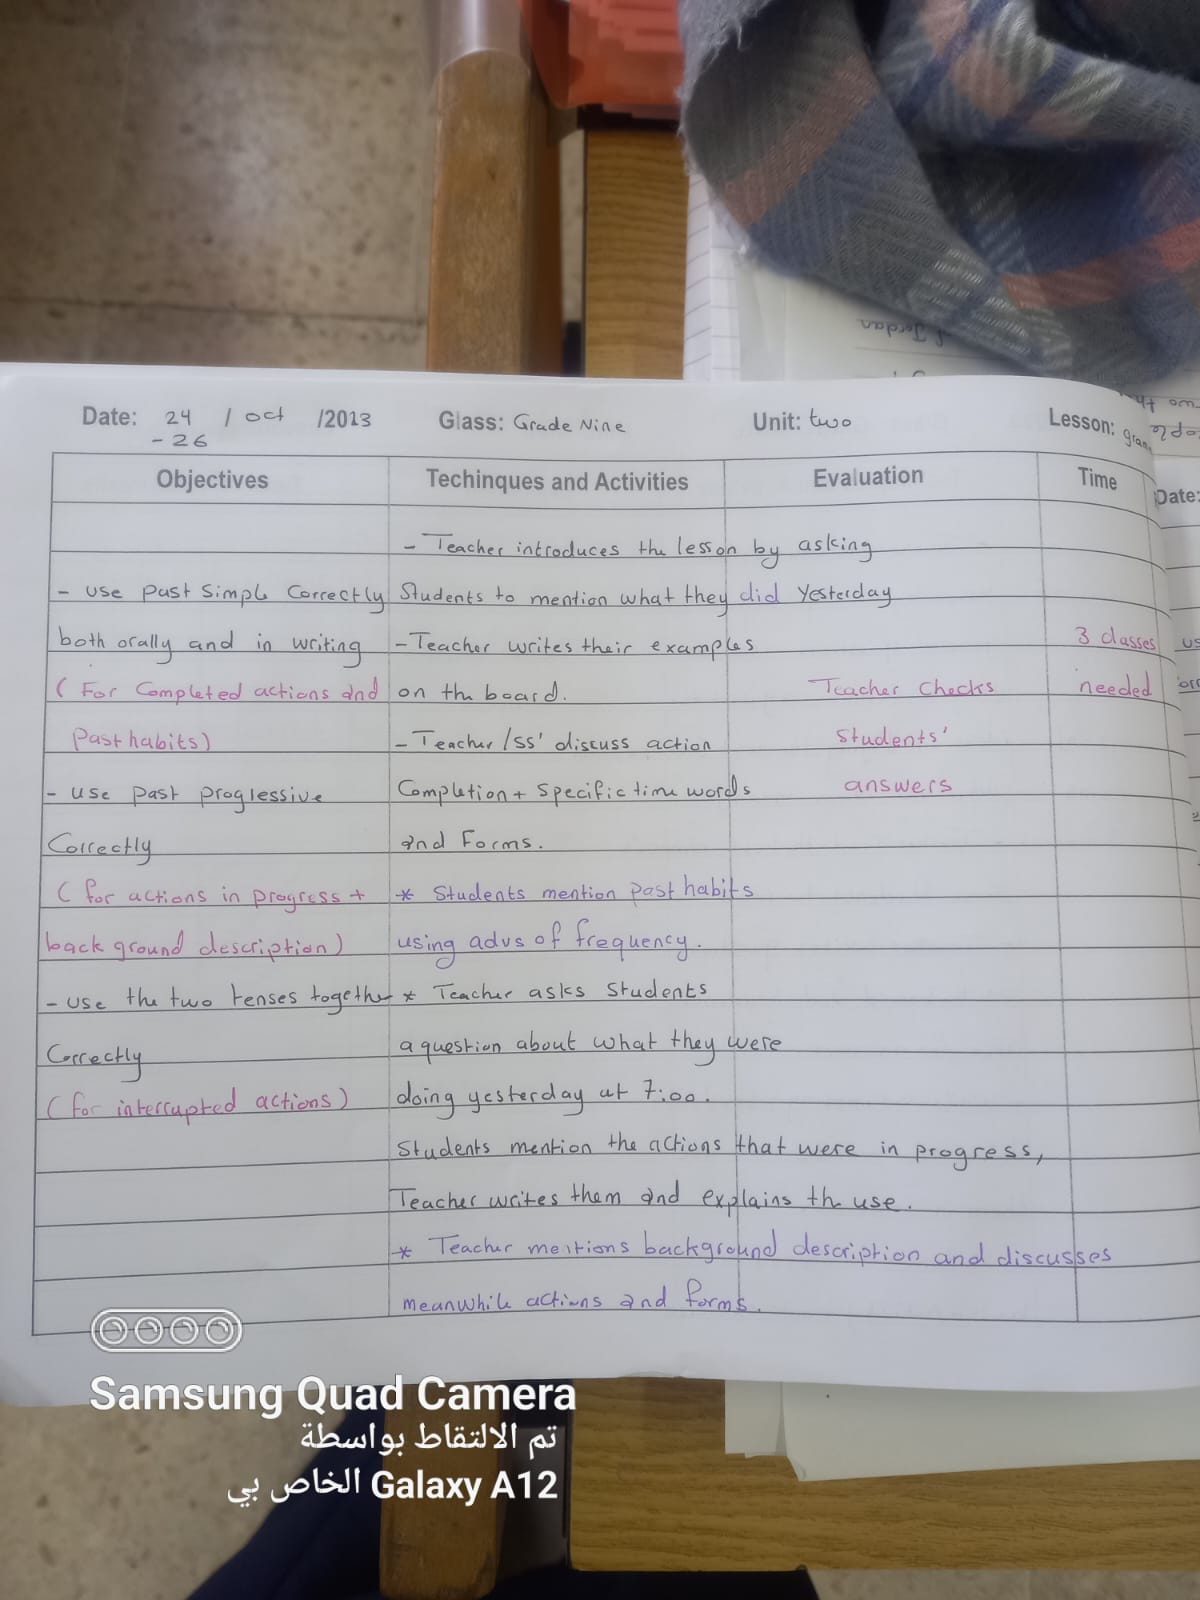 f Jordan
Date: 24 / oct /2013 Glass: Grade Nine Unit: two Lesson:
- 26
Objectives Techinques and Activities Evaluation Time
Date:
- Teacher introduces the lesson by asking
- use past Simple Correctly Students to mention what they did yesterday
both orally and in writing - Teacher writes their examples 3 classes
( For Completed actions and on the board. Teacher Checks needed
Past habits) - Teacher /SS' discuss action Students'
- use past progressive Completion + Specific time words answers
Correctly and Forms.
( for actions in progress + * Students mention past habits
back ground description) using advs of frequency.
- use the two tenses together * Teacher asks Students
Correctly a question about what they were
( for interrupted actions ) doing yesterday at 7:00.
Students mention the actions that were in progress,
Teacher writes them and explains the use.
* Teacher mentions background description and discusses
meanwhile actions and forms.
Samsung Quad Camera
تم الالتقاط بواسطة
Galaxy A12 الخاص بي